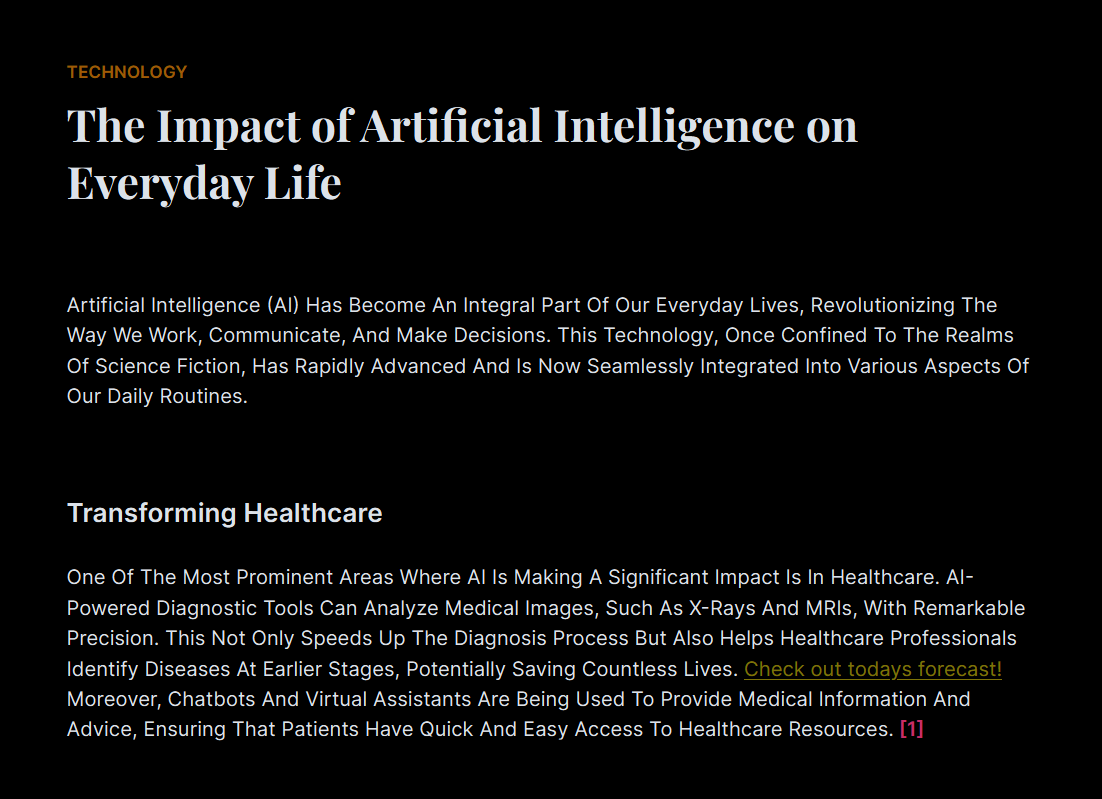 TECHNOLOGY
The Impact of Artificial Intelligence on
Everyday Life
Artificial Intelligence (AI) Has Become An Integral Part Of Our Everyday Lives, Revolutionizing The
Way We Work, Communicate, And Make Decisions. This Technology, Once Confined To The Realms
Of Science Fiction, Has Rapidly Advanced And Is Now Seamlessly Integrated Into Various Aspects Of
Our Daily Routines.
Transforming Healthcare
One Of The Most Prominent Areas Where AI Is Making A Significant Impact Is In Healthcare. AI-
Powered Diagnostic Tools Can Analyze Medical Images, Such As X-Rays And MRIs, With Remarkable
Precision. This Not Only Speeds Up The Diagnosis Process But Also Helps Healthcare Professionals
Identify Diseases At Earlier Stages, Potentially Saving Countless Lives. Check out todays forecast!
Moreover, Chatbots And Virtual Assistants Are Being Used To Provide Medical Information And
Advice, Ensuring That Patients Have Quick And Easy Access To Healthcare Resources. [1]